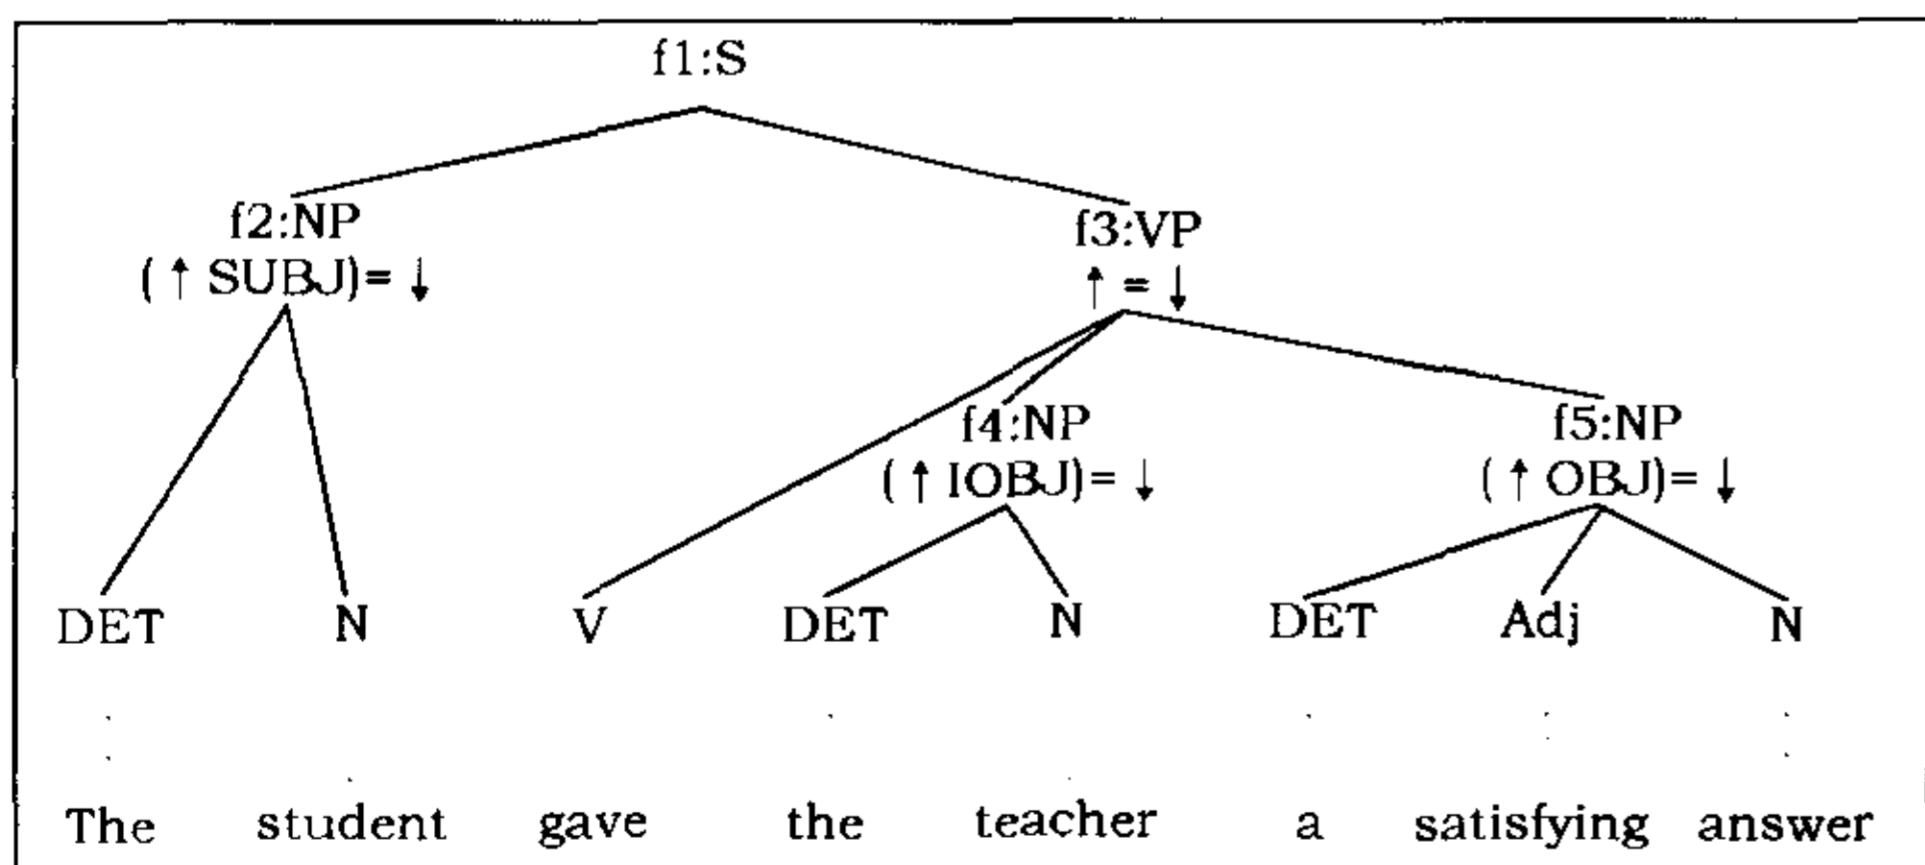 f1:S
f2:NP f3:VP
( ↑ SUBJ)= ↓ ↑ = ↓
f4:NP f5:NP
( ↑ IOBJ)= ↓ ( ↑ OBJ)= ↓
DET N V DET N DET Adj N
The student gave the teacher a satisfying answer